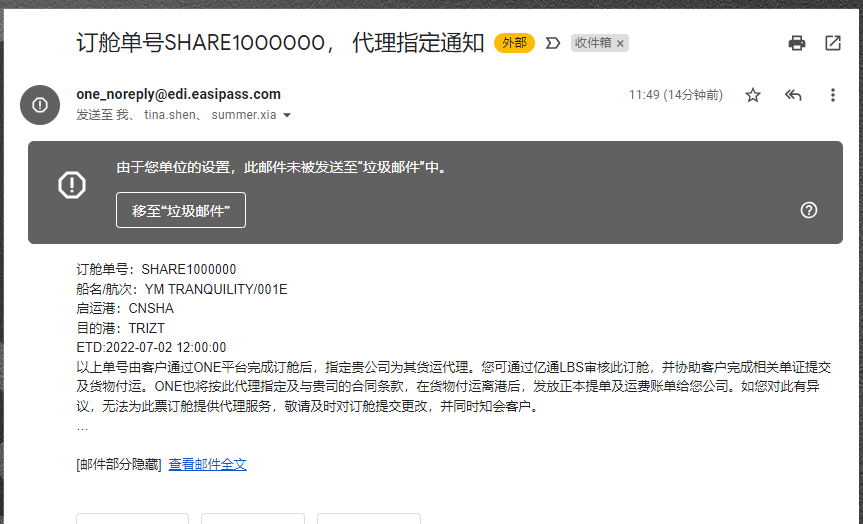 订舱单号SHARE1000000， 代理指定通知 外部 收件箱 ×
one_noreply@edi.easipass.com 11:49 (14分钟前)
发送至 我、 tina.shen、 summer.xia
由于您单位的设置，此邮件未被发送至“垃圾邮件”中。
移至“垃圾邮件”
订舱单号：SHARE1000000
船名/航次：YM TRANQUILITY/001E
启运港：CNSHA
目的港：TRIZT
ETD:2022-07-02 12:00:00
以上单号由客户通过ONE平台完成订舱后，指定贵公司为其货运代理。您可通过亿通LBS审核此订舱，并协助客户完成相关单证提交
及货物付运。ONE也将按此代理指定及与贵司的合同条款，在货物付运离港后，发放正本提单及运费账单给您公司。如您对此有异
议，无法为此票订舱提供代理服务，敬请及时对订舱提交更改，并同时知会客户。
...
[邮件部分隐藏] 查看邮件全文